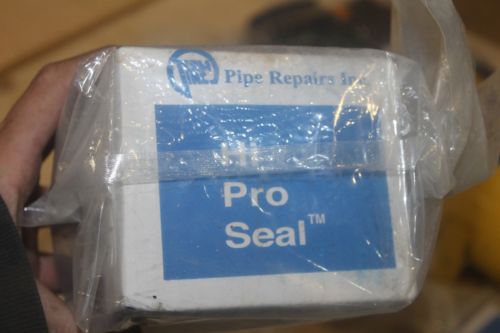 Pipe Repairs Inc
Pro
Seal™